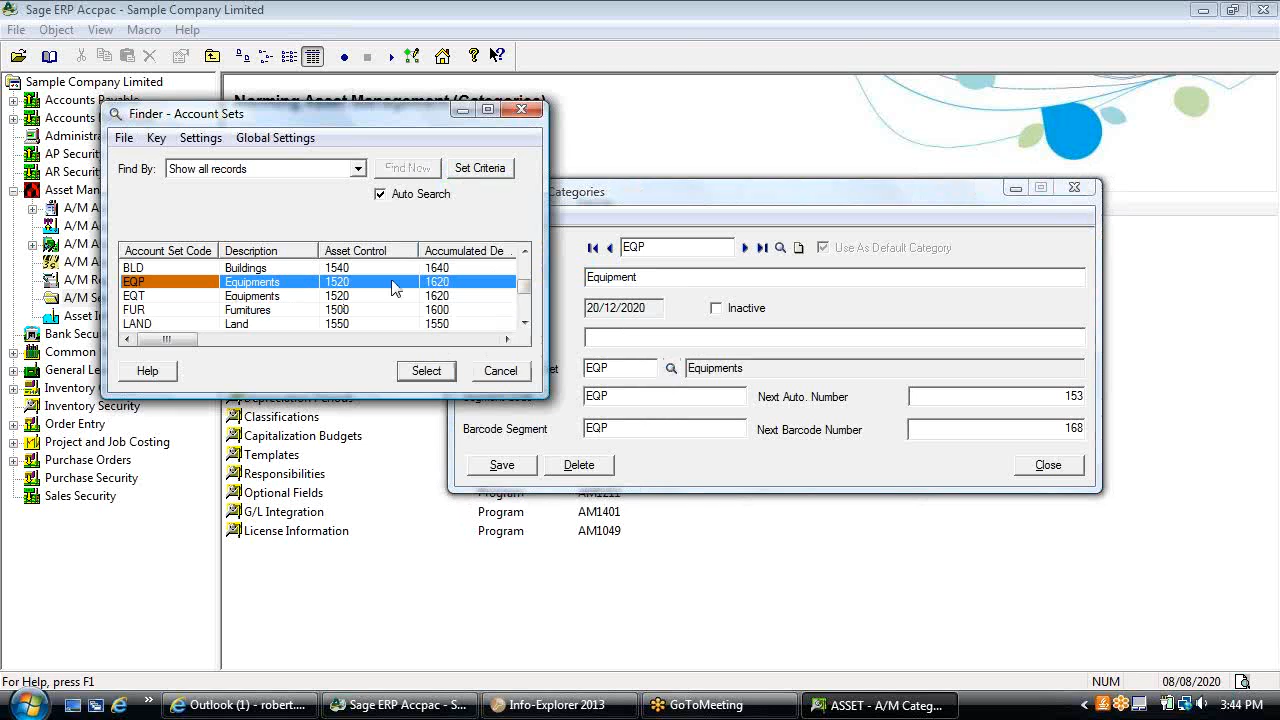 Sage ERP Accpac - Sample Company Limited
File Object View Macro Help
Sample Company Limited
Accounts
Accounts
Administra
AP Securit
AR Securit
Asset Man
A/M A
A/M A
A/M A
A/M A
A/M R
A/M S
Asset I
Bank Secu
Common
General Le
Inventory
Inventory Security
Order Entry
Project and Job Costing
Purchase Orders
Purchase Security
Sales Security
Norming Asset Management (Categories)
Finder - Account Sets
File Key Settings Global Settings
Find By: Show all records Find Now Set Criteria
Auto Search
Account Set Code Description Asset Control Accumulated De
BLD Buildings 1540 1640
EQP Equipments 1520 1620
EQT Equipments 1520 1620
FUR Furnitures 1500 1600
LAND Land 1550 1550
Help Select Cancel
Categories
EQP Use As Default Category
Equipment
20/12/2020 Inactive
EQP Equipments
EQP Next Auto. Number 153
Barcode Segment EQP Next Barcode Number 168
Save Delete Close
Classifications
Capitalization Budgets
Templates
Responsibilities
Optional Fields Program AM1211
G/L Integration Program AM1401
License Information Program AM1049
For Help, press F1 NUM 08/08/2020
Outlook (1) - robert.... Sage ERP Accpac - S... Info-Explorer 2013 GoToMeeting ASSET - A/M Categ... 3:44 PM